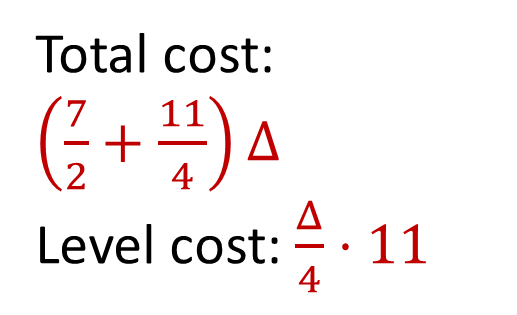 Total cost:
(7/2 + 11/4) Δ
Level cost: Δ/4 · 11